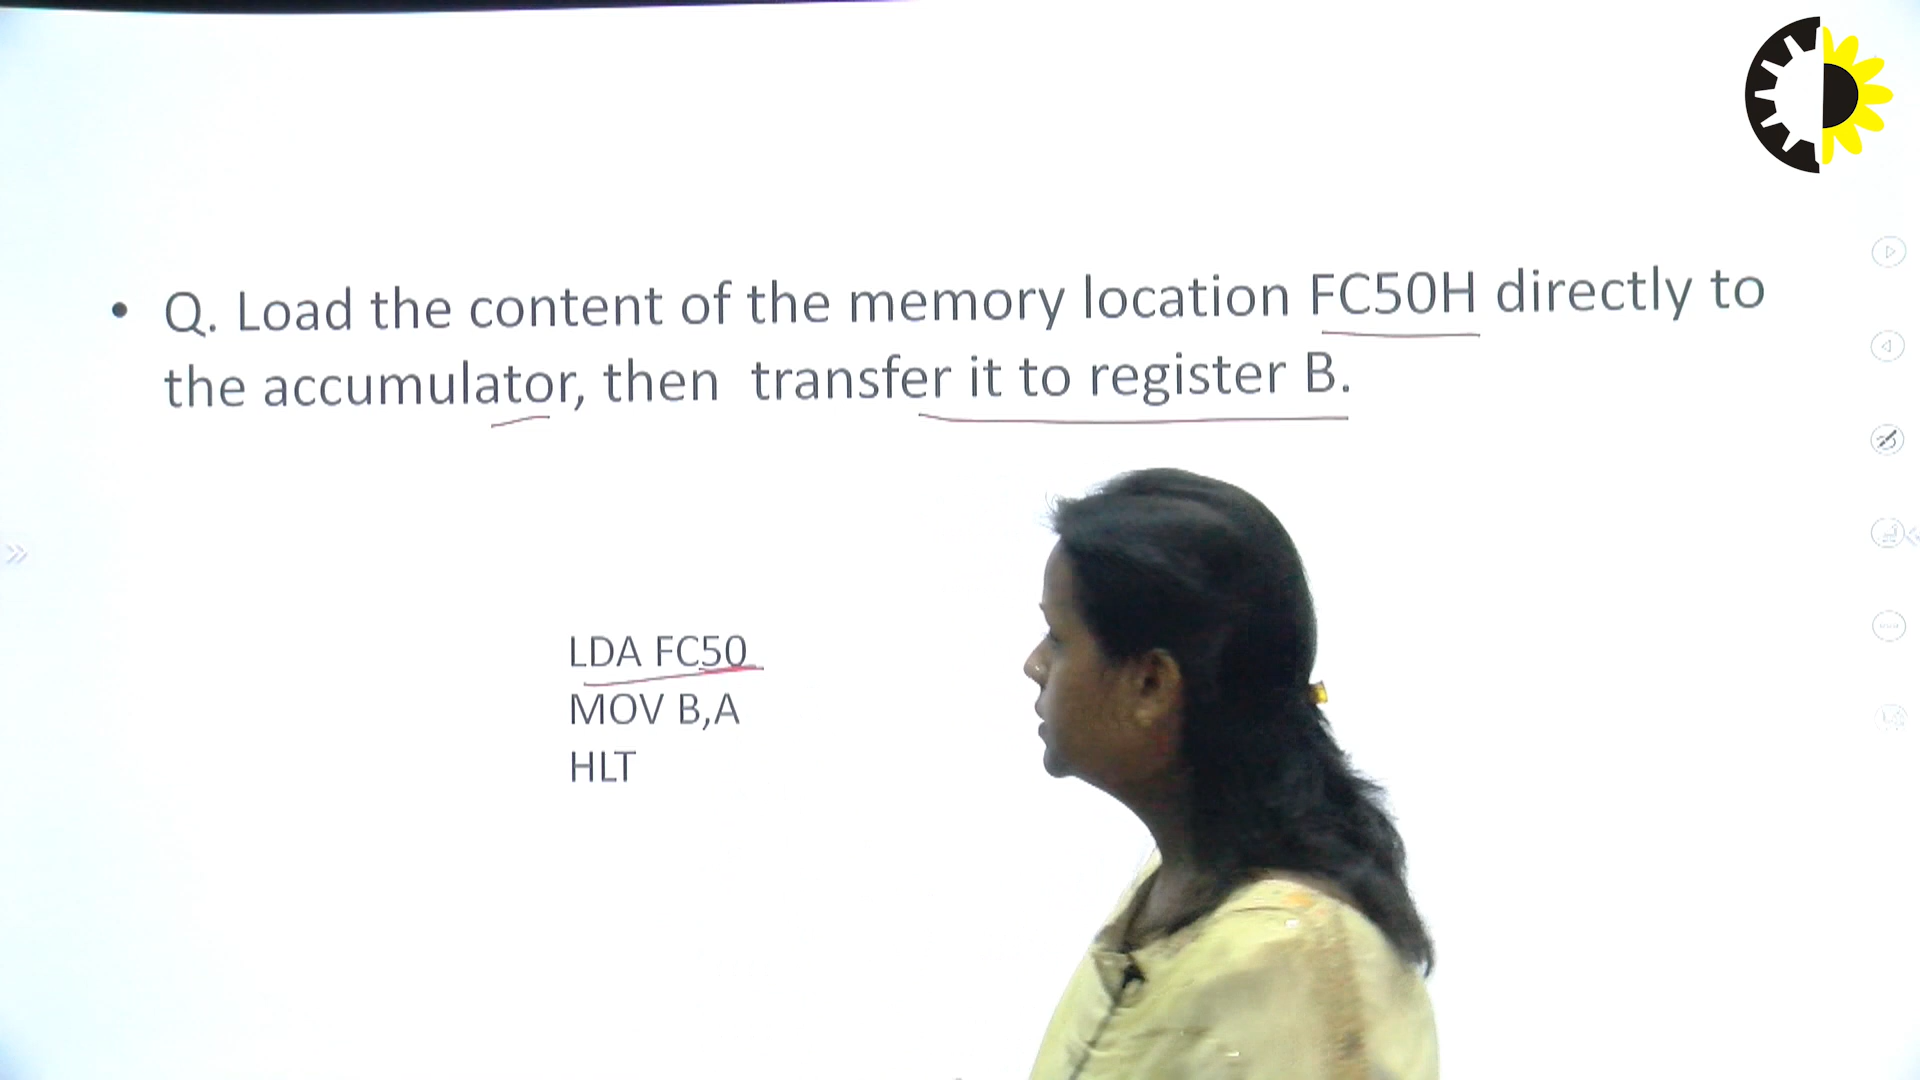 • Q. Load the content of the memory location FC50H directly to
the accumulator, then transfer it to register B.
LDA FC50
MOV B,A
HLT